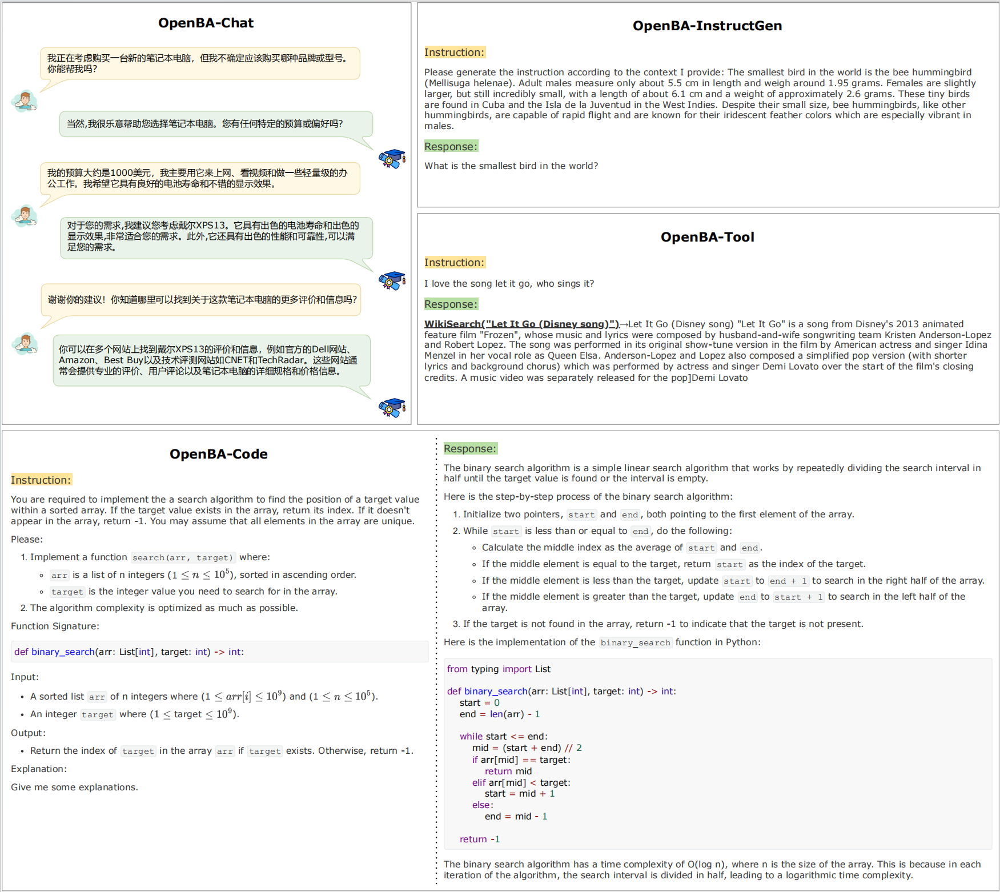 OpenBA-Chat
我正在考虑购买一台新的笔记本电脑，但我不确定应该购买哪种品牌或型号。
你能帮我吗?
当然,我很乐意帮助您选择笔记本电脑。您有任何特定的预算或偏好吗?
我的预算大约是1000美元，我主要用它来上网、看视频和做一些轻量级的办
公工作。我希望它具有良好的电池寿命和不错的显示效果。
对于您的需求,我建议您考虑戴尔XPS13。它具有出色的电池寿命和出色的
显示效果,非常适合您的需求。此外,它还具有出色的性能和可靠性,可以满
足您的需求。
谢谢你的建议！你知道哪里可以找到关于这款笔记本电脑的更多评价和信息吗?
你可以在多个网站上找到戴尔XPS13的评价和信息，例如官方的Dell网站、
Amazon、Best Buy以及技术评测网站如CNET和TechRadar。这些网站通
常会提供专业的评价、用户评论以及笔记本电脑的详细规格和价格信息。
OpenBA-InstructGen
Instruction:
Please generate the instruction according to the context I provide: The smallest bird in the world is the bee hummingbird
(Mellisuga helenae). Adult males measure only about 5.5 cm in length and weigh around 1.95 grams. Females are slightly
larger, but still incredibly small, with a length of about 6.1 cm and a weight of approximately 2.6 grams. These tiny birds
are found in Cuba and the Isla de la Juventud in the West Indies. Despite their small size, bee hummingbirds, like other
hummingbirds, are capable of rapid flight and are known for their iridescent feather colors which are especially vibrant in
males.
Response:
What is the smallest bird in the world?
OpenBA-Tool
Instruction:
I love the song let it go, who sings it?
Response:
WikiSearch("Let It Go (Disney song)")→Let It Go (Disney song) "Let It Go" is a song from Disney's 2013 animated
feature film "Frozen", whose music and lyrics were composed by husband-and-wife songwriting team Kristen Anderson-Lopez
and Robert Lopez. The song was performed in its original show-tune version in the film by American actress and singer Idina
Menzel in her vocal role as Queen Elsa. Anderson-Lopez and Lopez also composed a simplified pop version (with shorter
lyrics and background chorus) which was performed by actress and singer Demi Lovato over the start of the film's closing
credits. A music video was separately released for the pop]Demi Lovato
OpenBA-Code
Instruction:
You are required to implement the a search algorithm to find the position of a target value
within a sorted array. If the target value exists in the array, return its index. If it doesn't
appear in the array, return -1. You may assume that all elements in the array are unique.
Please:
1. Implement a function search(arr, target) where:
◦ arr is a list of n integers (1 ≤ n ≤ 10^5), sorted in ascending order.
◦ target is the integer value you need to search for in the array.
2. The algorithm complexity is optimized as much as possible.
Function Signature:
def binary_search(arr: List[int], target: int) -> int:
Input:
• A sorted list arr of n integers where (1 ≤ arr[i] ≤ 10^9) and (1 ≤ n ≤ 10^5).
• An integer target where (1 ≤ target ≤ 10^9).
Output:
• Return the index of target in the array arr if target exists. Otherwise, return -1.
Explanation:
Give me some explanations.
Response:
The binary search algorithm is a simple linear search algorithm that works by repeatedly dividing the search interval in
half until the target value is found or the interval is empty.
Here is the step-by-step process of the binary search algorithm:
1. Initialize two pointers, start and end, both pointing to the first element of the array.
2. While start is less than or equal to end, do the following:
◦ Calculate the middle index as the average of start and end.
◦ If the middle element is equal to the target, return start as the index of the target.
◦ If the middle element is less than the target, update start to end + 1 to search in the right half of the array.
◦ If the middle element is greater than the target, update end to start + 1 to search in the left half of the
array.
3. If the target is not found in the array, return -1 to indicate that the target is not present.
Here is the implementation of the binary_search function in Python:
from typing import List
def binary_search(arr: List[int], target: int) -> int:
start = 0
end = len(arr) - 1
while start <= end:
mid = (start + end) // 2
if arr[mid] == target:
return mid
elif arr[mid] < target:
start = mid + 1
else:
end = mid - 1
return -1
The binary search algorithm has a time complexity of O(log n), where n is the size of the array. This is because in each
iteration of the algorithm, the search interval is divided in half, leading to a logarithmic time complexity.